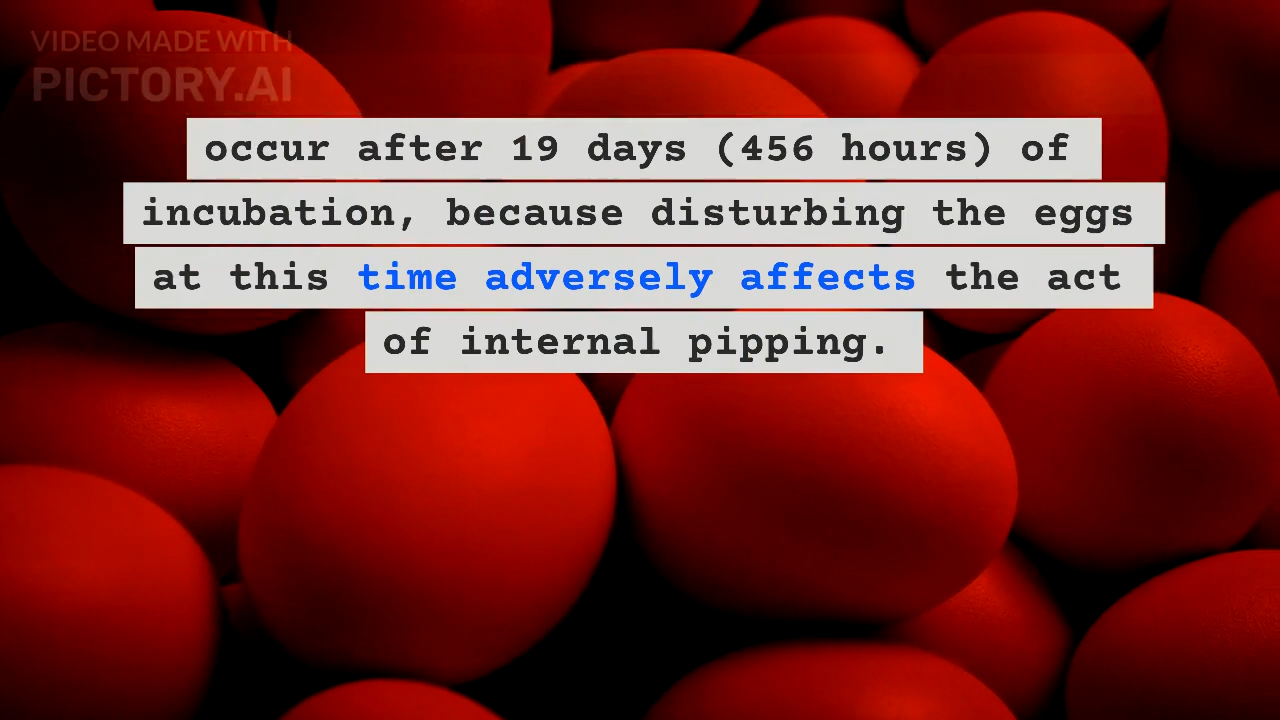 VIDEO MADE WITH
PICTORY.AI
occur after 19 days (456 hours) of
incubation, because disturbing the eggs
at this time adversely affects the act
of internal pipping.